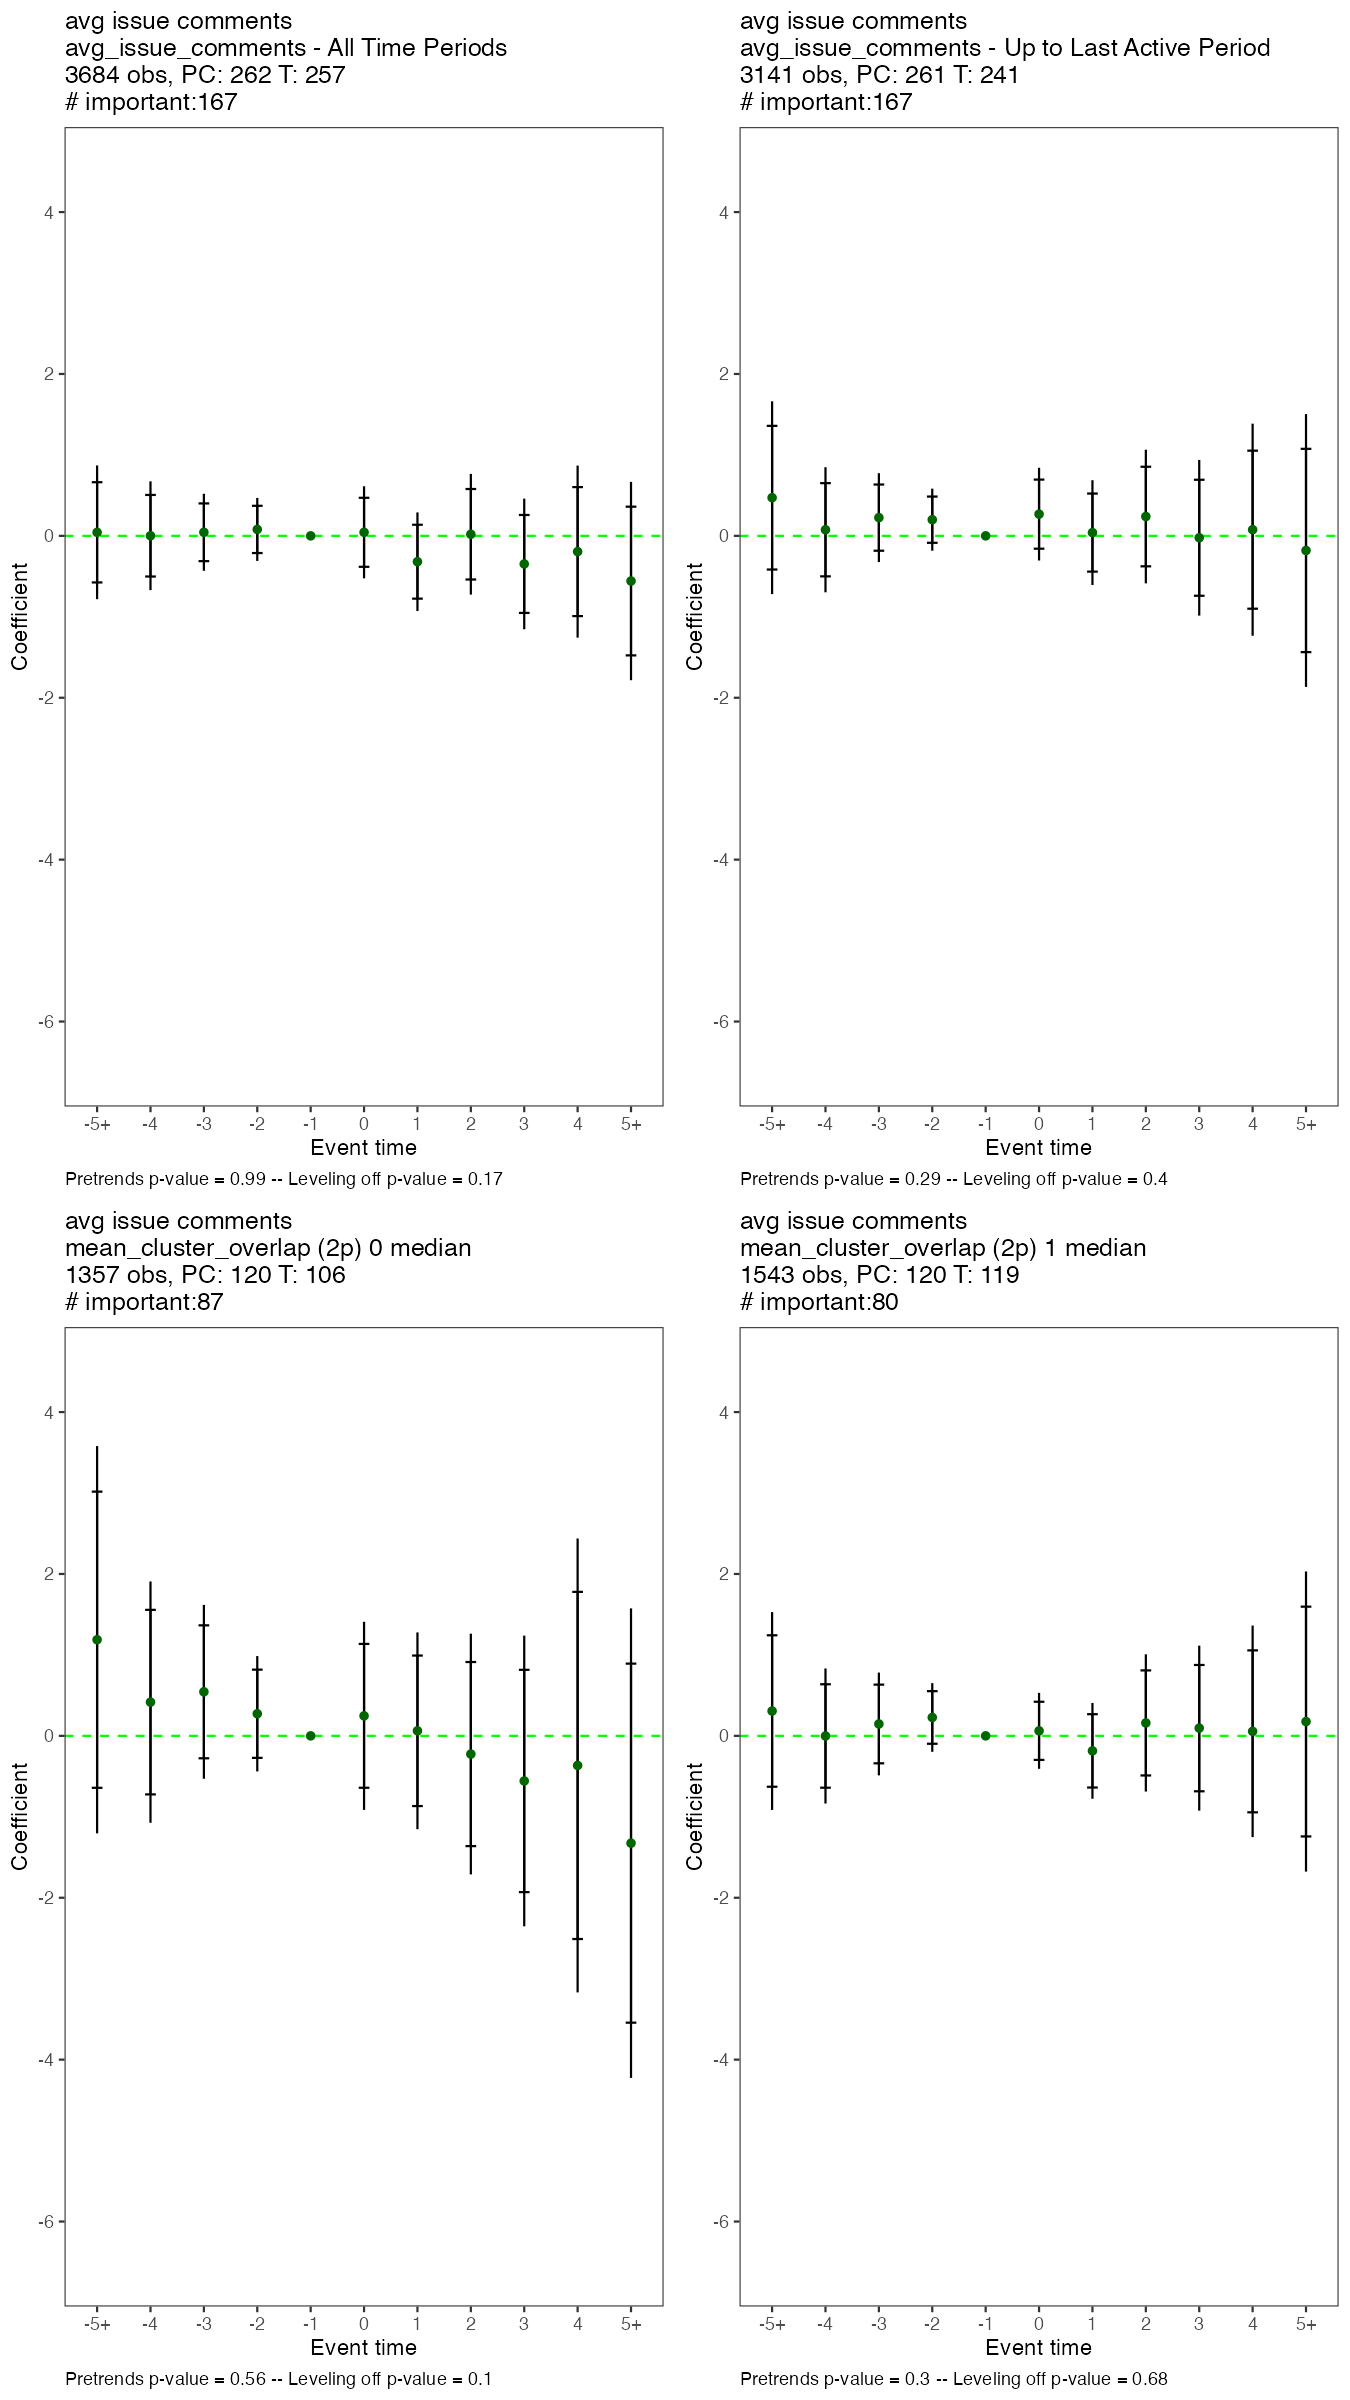 avg issue comments
avg_issue_comments - All Time Periods
3684 obs, PC: 262 T: 257
# important:167
4
2
0
-2
-4
-6
Coefficient
-5+ -4 -3 -2 -1 0 1 2 3 4 5+
Event time
Pretrends p-value = 0.99 -- Leveling off p-value = 0.17
avg issue comments
avg_issue_comments - Up to Last Active Period
3141 obs, PC: 261 T: 241
# important:167
4
2
0
-2
-4
-6
Coefficient
-5+ -4 -3 -2 -1 0 1 2 3 4 5+
Event time
Pretrends p-value = 0.29 -- Leveling off p-value = 0.4
avg issue comments
mean_cluster_overlap (2p) 0 median
1357 obs, PC: 120 T: 106
# important:87
4
2
0
-2
-4
-6
Coefficient
-5+ -4 -3 -2 -1 0 1 2 3 4 5+
Event time
Pretrends p-value = 0.56 -- Leveling off p-value = 0.1
avg issue comments
mean_cluster_overlap (2p) 1 median
1543 obs, PC: 120 T: 119
# important:80
4
2
0
-2
-4
-6
Coefficient
-5+ -4 -3 -2 -1 0 1 2 3 4 5+
Event time
Pretrends p-value = 0.3 -- Leveling off p-value = 0.68